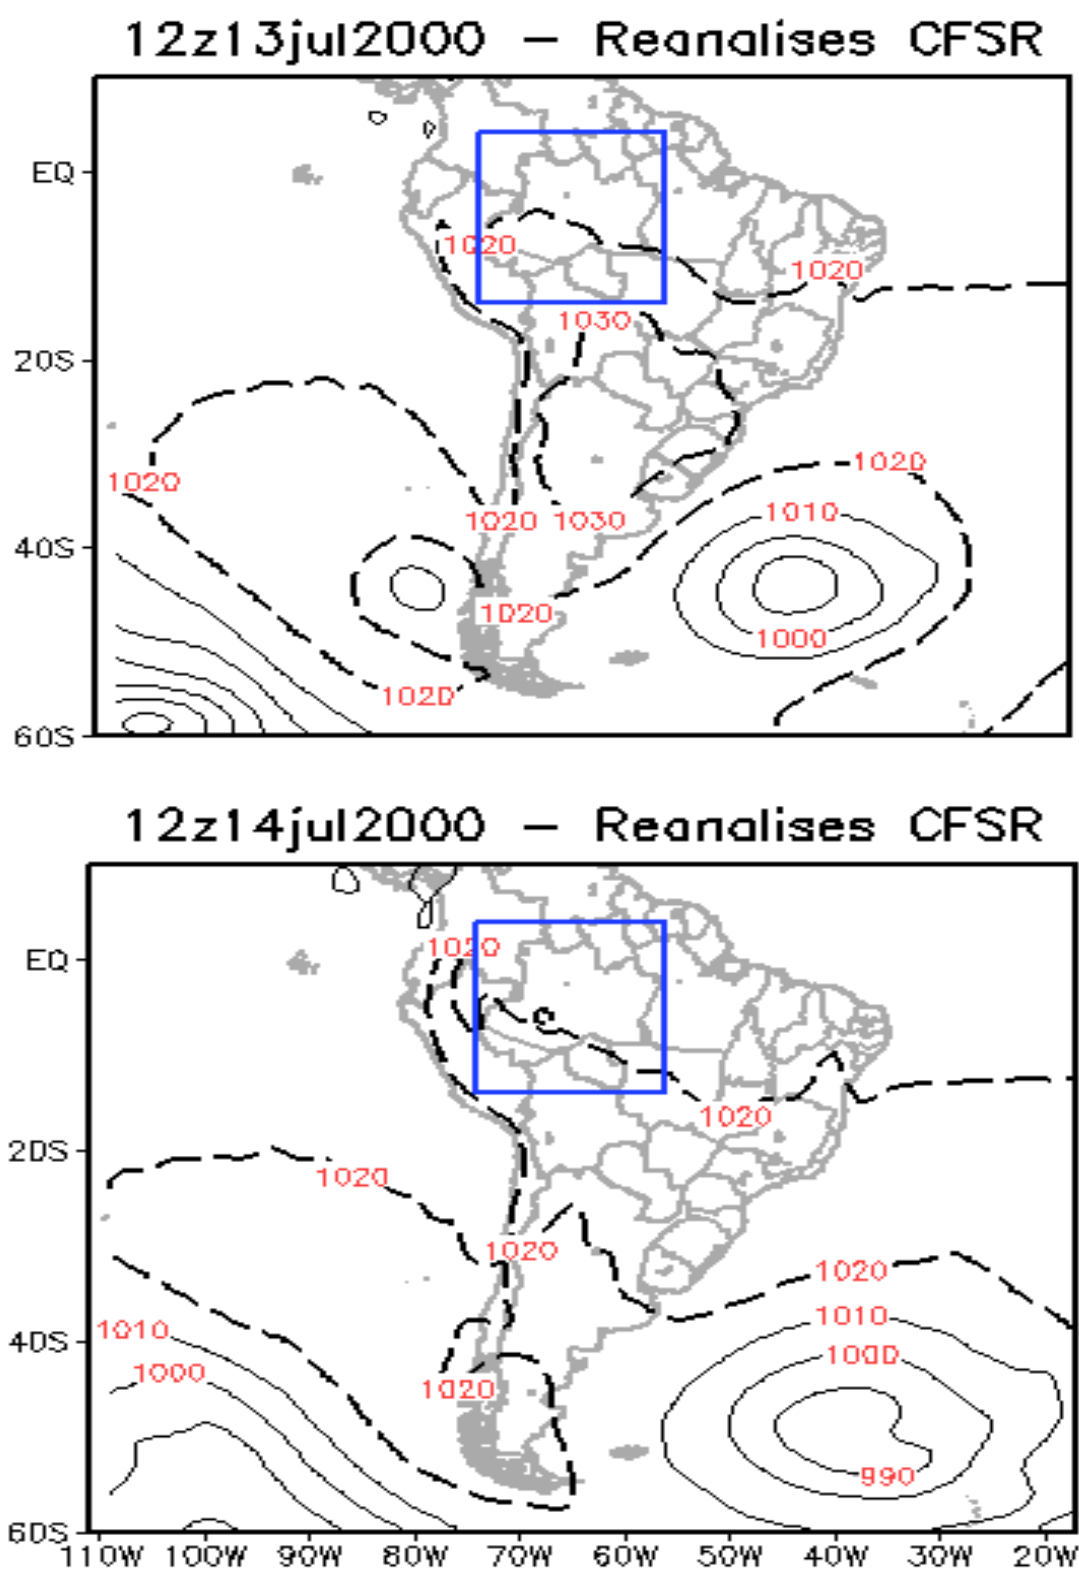 12z13jul2000 – Reanalises CFSR
EQ
1020
1020
1030
20S
1020
1020
1010
1020 1030
40S
1020
1000
1020
60S
12z14jul2000 – Reanalises CFSR
1020
EQ
1020
20S
1020
1020
1020
1010
1010
40S
1000
1000
1020
990
60S
110W 100W 90W 80W 70W 60W 50W 40W 30W 20W